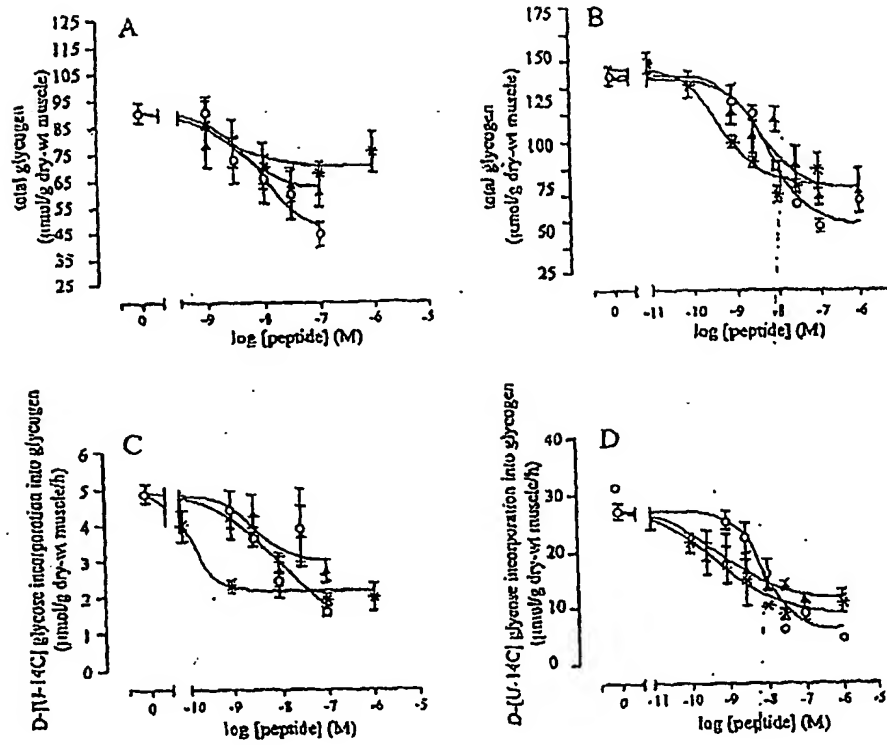 A
total glycogen
(µmol/g dry-wt muscle)
125
115
105
95
85
75
65
55
45
35
25
0 -9 -8 -7 -6 -5
log [peptide] (M)
B
total glycogen
(µmol/g dry-wt muscle)
175
150
125
100
75
50
25
0 -11 -10 -9 -8 -7 -6
log [peptide] (M)
C
D-[U-14C] glycose incorporation into glycogen
(µmol/g dry-wt muscle/h)
6
5
4
3
2
1
0
0 -10 -9 -8 -7 -6 -5
log [peptide] (M)
D
D-[U-14C] glycense incorporation into glycogen
(µmol/g dry-wt muscle/h)
40
30
20
10
0
0 -11 -10 -9 -8 -7 -6
log [peptide] (M)